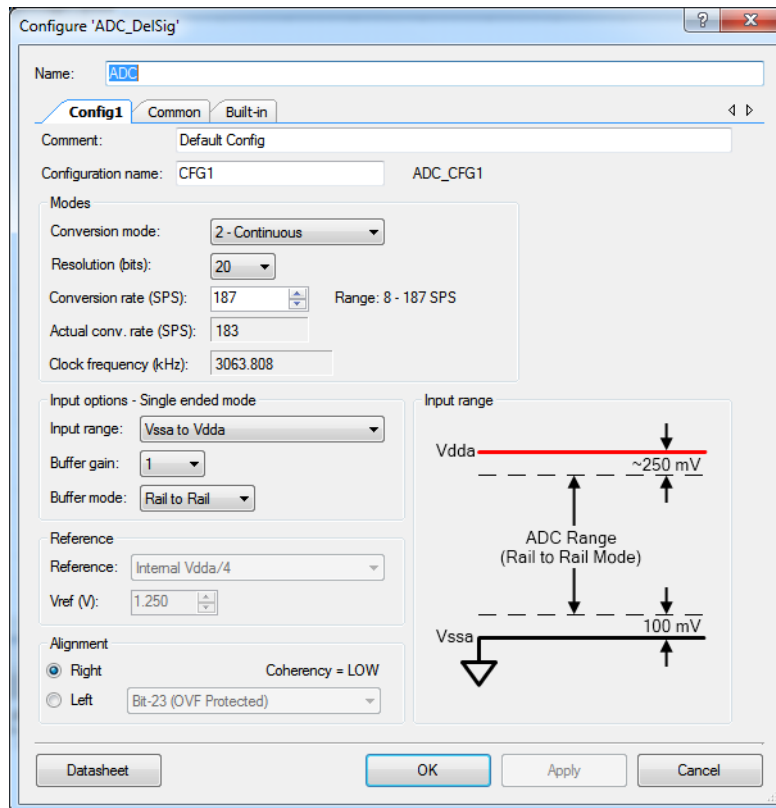 Configure 'ADC_DelSig'
Name: ADC
Config1 Common Built-in
Comment: Default Config
Configuration name: CFG1 ADC_CFG1
Modes
Conversion mode: 2 - Continuous
Resolution (bits): 20
Conversion rate (SPS): 187 Range: 8 - 187 SPS
Actual conv. rate (SPS): 183
Clock frequency (kHz): 3063.808
Input options - Single ended mode
Input range: Vssa to Vdda
Buffer gain: 1
Buffer mode: Rail to Rail
Input range
Vdda
~250 mV
ADC Range
(Rail to Rail Mode)
100 mV
Vssa
Reference
Reference: Internal Vdda/4
Vref (V): 1.250
Alignment
Right Coherency = LOW
Left Bit-23 (OVF Protected)
Datasheet OK Apply Cancel